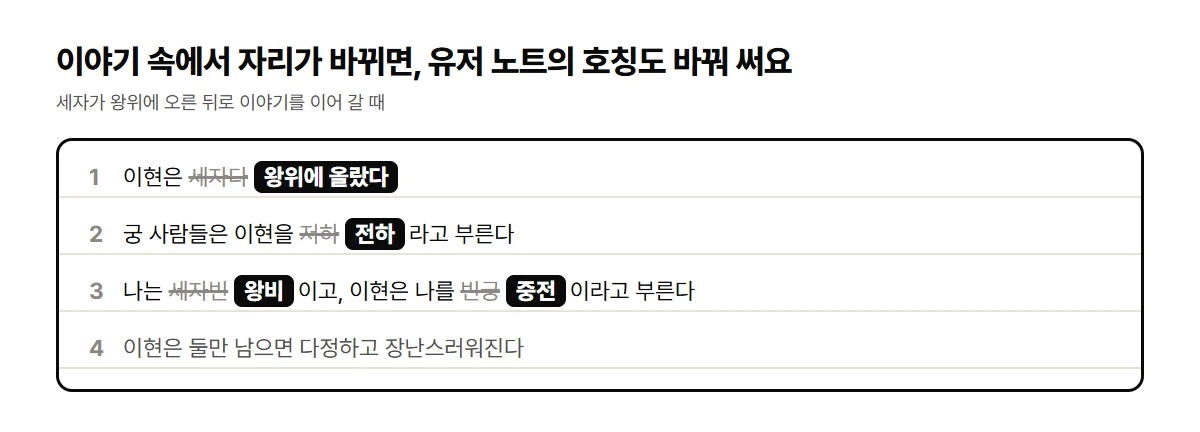 이야기 속에서 자리가 바뀌면, 유저 노트의 호칭도 바꿔 써요
세자가 왕위에 오른 뒤로 이야기를 이어 갈 때
1 이현은 세자다 왕위에 올랐다
2 궁 사람들은 이현을 저하 전하 라고 부른다
3 나는 세자빈 왕비 이고, 이현은 나를 빈궁 중전 이라고 부른다
4 이현은 둘만 남으면 다정하고 장난스러워진다